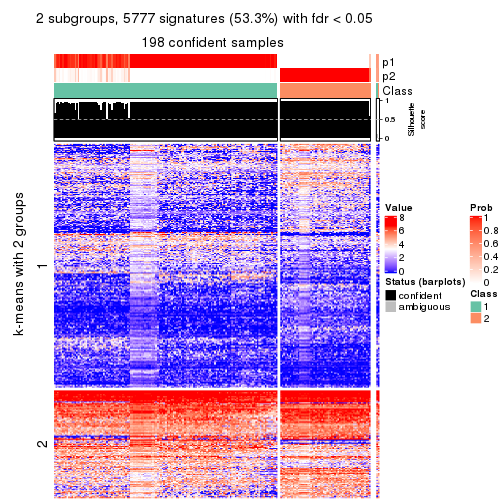 2 subgroups, 5777 signatures (53.3%) with fdr < 0.05
198 confident samples
p1
p2
Class
1
0.5
0
Silhouette
score
k-means with 2 groups
1
2
Value
8
6
4
2
0
Status (barplots)
confident
ambiguous
Prob
1
0.8
0.6
0.4
0.2
0
Class
1
2